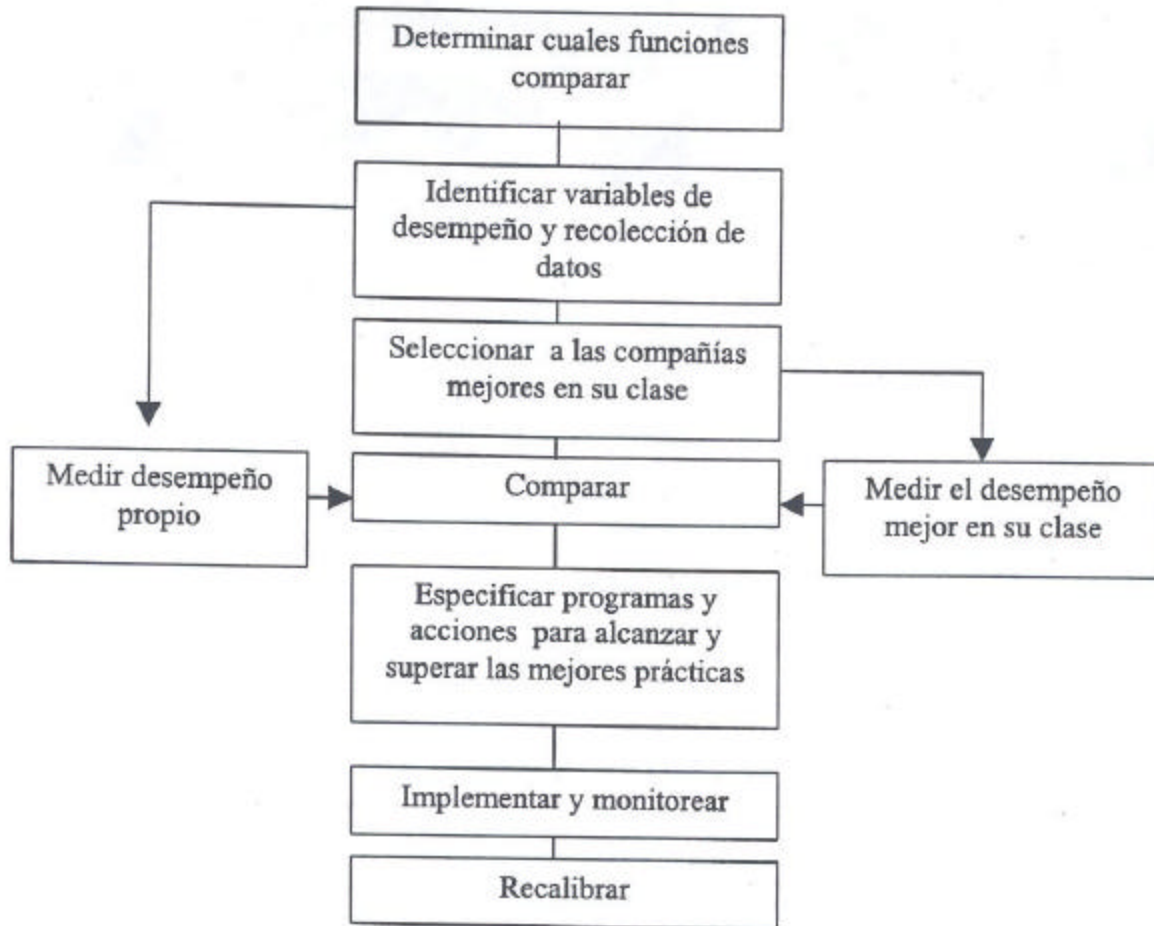 Determinar cuales funciones
comparar
Identificar variables de
desempeño y recolección de
datos
Seleccionar a las compañías
mejores en su clase
Medir desempeño
propio
Comparar
Medir el desempeño
mejor en su clase
Especificar programas y
acciones para alcanzar y
superar las mejores prácticas
Implementar y monitorear
Recalibrar